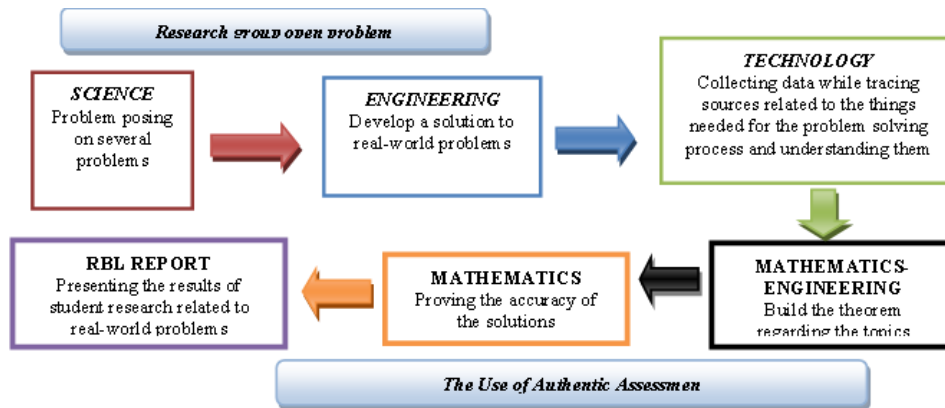 Research group open problem
SCIENCE
Problem posing
on several
problems
ENGINEERING
Develop a solution to
real-world problems
TECHNOLOGY
Collecting data while tracing
sources related to the things
needed for the problem solving
process and understanding them
MATHEMATICS-
ENGINEERING
Build the theorem
regarding the topics
MATHEMATICS
Proving the accuracy of
the solutions
RBL REPORT
Presenting the results of
student research related to
real-world problems
The Use of Authentic Assessmen